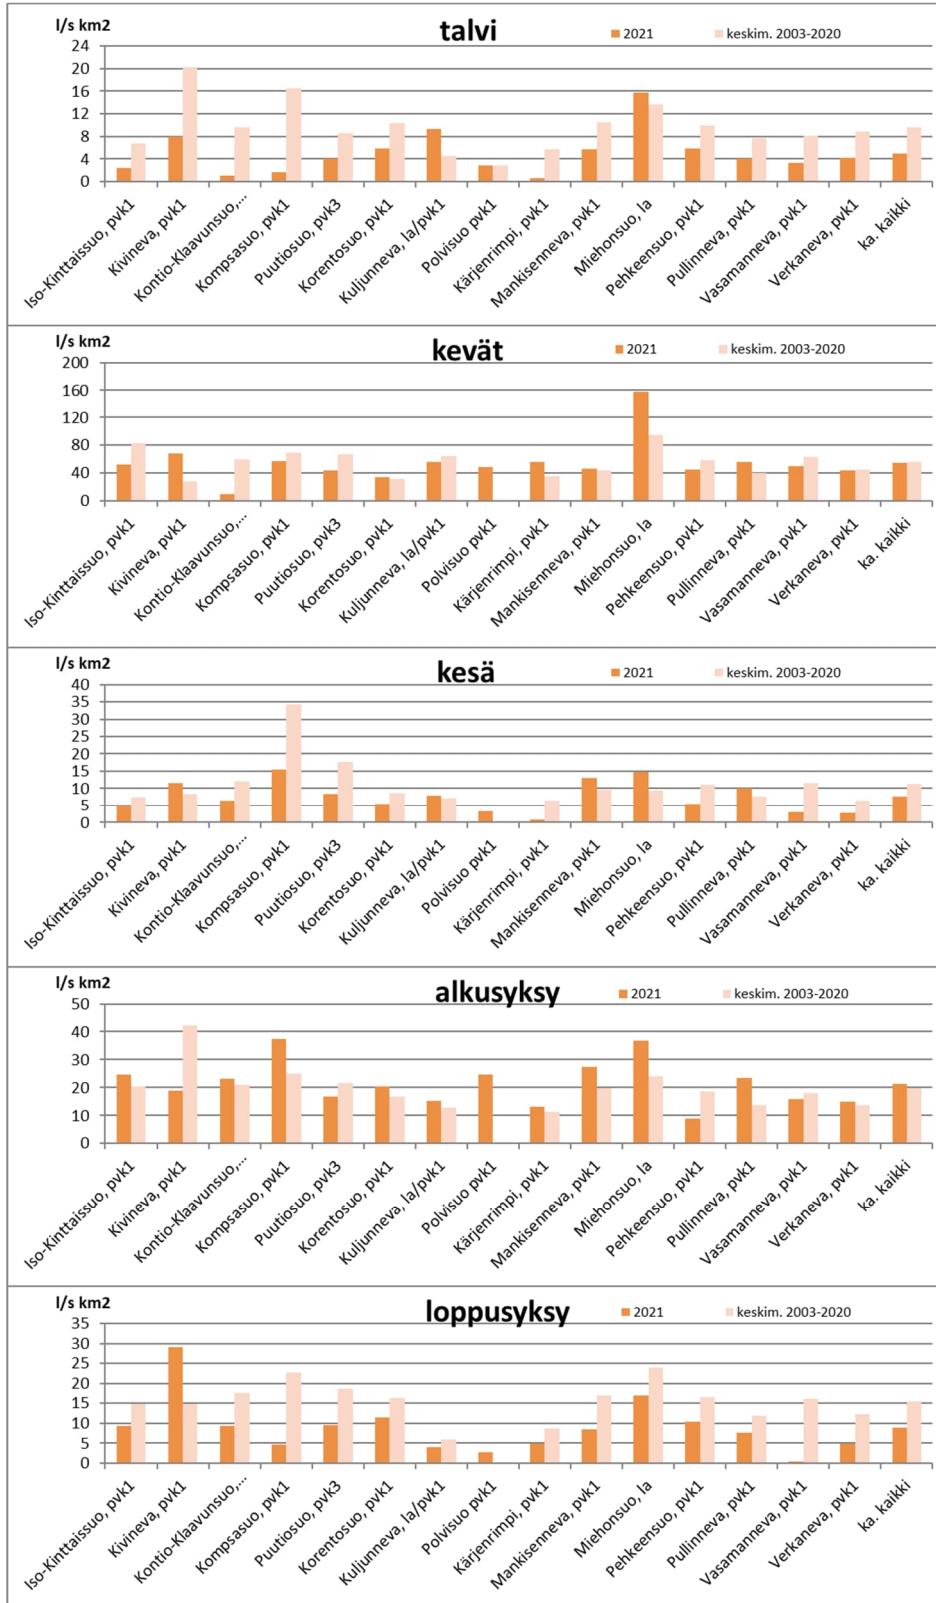 l/s km2
talvi
2021
keskim. 2003-2020
24
20
16
12
8
4
0
Iso-Kinttaissuo, pvk1
Kivineva, pvk1
Kontio-Klaavunsuo,...
Kompsasuo, pvk1
Puutiosuo, pvk3
Korentosuo, pvk1
Kuljunneva, la/pvk1
Polvisuo pvk1
Kärjenrimpi, pvk1
Mankisenneva, pvk1
Miehonsuo, la
Pehkeensuo, pvk1
Pullinneva, pvk1
Vasamanneva, pvk1
Verkaneva, pvk1
ka. kaikki
l/s km2
kevät
2021
keskim. 2003-2020
200
160
120
80
40
0
Iso-Kinttaissuo, pvk1
Kivineva, pvk1
Kontio-Klaavunsuo,...
Kompsasuo, pvk1
Puutiosuo, pvk3
Korentosuo, pvk1
Kuljunneva, la/pvk1
Polvisuo pvk1
Kärjenrimpi, pvk1
Mankisenneva, pvk1
Miehonsuo, la
Pehkeensuo, pvk1
Pullinneva, pvk1
Vasamanneva, pvk1
Verkaneva, pvk1
ka. kaikki
l/s km2
kesä
2021
keskim. 2003-2020
40
35
30
25
20
15
10
5
0
Iso-Kinttaissuo, pvk1
Kivineva, pvk1
Kontio-Klaavunsuo,...
Kompsasuo, pvk1
Puutiosuo, pvk3
Korentosuo, pvk1
Kuljunneva, la/pvk1
Polvisuo pvk1
Kärjenrimpi, pvk1
Mankisenneva, pvk1
Miehonsuo, la
Pehkeensuo, pvk1
Pullinneva, pvk1
Vasamanneva, pvk1
Verkaneva, pvk1
ka. kaikki
l/s km2
alkusyksy
2021
keskim. 2003-2020
50
40
30
20
10
0
Iso-Kinttaissuo, pvk1
Kivineva, pvk1
Kontio-Klaavunsuo,...
Kompsasuo, pvk1
Puutiosuo, pvk3
Korentosuo, pvk1
Kuljunneva, la/pvk1
Polvisuo pvk1
Kärjenrimpi, pvk1
Mankisenneva, pvk1
Miehonsuo, la
Pehkeensuo, pvk1
Pullinneva, pvk1
Vasamanneva, pvk1
Verkaneva, pvk1
ka. kaikki
l/s km2
loppusyksy
2021
keskim. 2003-2020
35
30
25
20
15
10
5
0
Iso-Kinttaissuo, pvk1
Kivineva, pvk1
Kontio-Klaavunsuo,...
Kompsasuo, pvk1
Puutiosuo, pvk3
Korentosuo, pvk1
Kuljunneva, la/pvk1
Polvisuo pvk1
Kärjenrimpi, pvk1
Mankisenneva, pvk1
Miehonsuo, la
Pehkeensuo, pvk1
Pullinneva, pvk1
Vasamanneva, pvk1
Verkaneva, pvk1
ka. kaikki